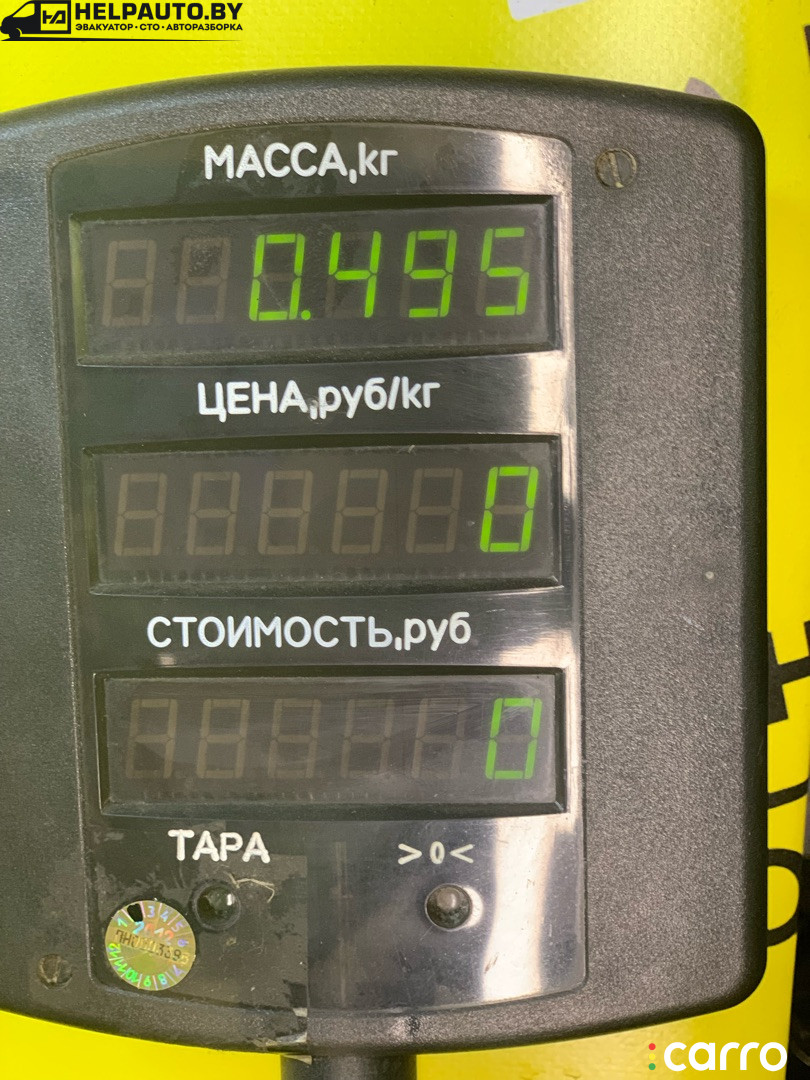 HELPAUTO.BY
ЭВАКУАТОР • СТО • АВТОРАЗБОРКА
МАССА,кг
0.495
ЦЕНА,руб/кг
0
СТОИМОСТЬ,руб
0
ТАРА
>0<
carro